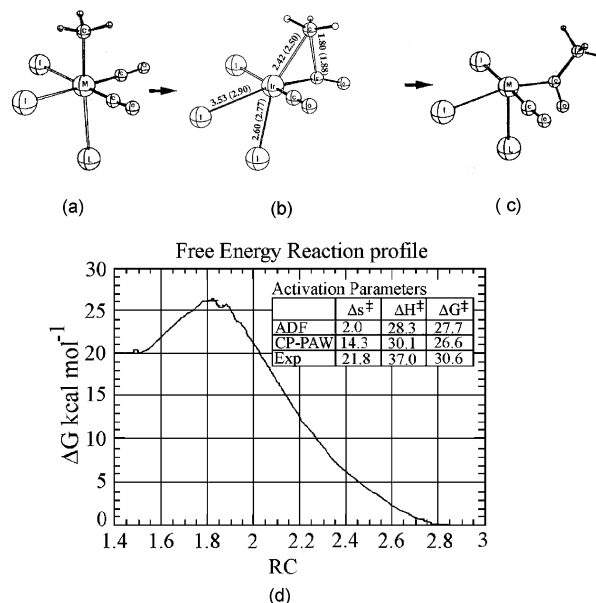 C
I
M
C
O
C
O
I
I
C
2.42 (2.50)
1.80 (1.88)
I
Ir
C
O
C
O
3.53 (2.90)
2.60 (2.77)
I
I
I
M
C
C
O
C
O
I
L
(a)
(b)
( c)
Free Energy Reaction profile
Activation Parameters
Δs‡ ΔH‡ ΔG‡
ADF 2.0 28.3 27.7
CP-PAW 14.3 30.1 26.6
Exp 21.8 37.0 30.6
ΔG kcal mol-1
30
25
20
15
10
5
0
1.4 1.6 1.8 2 2.2 2.4 2.6 2.8 3
RC
(d)